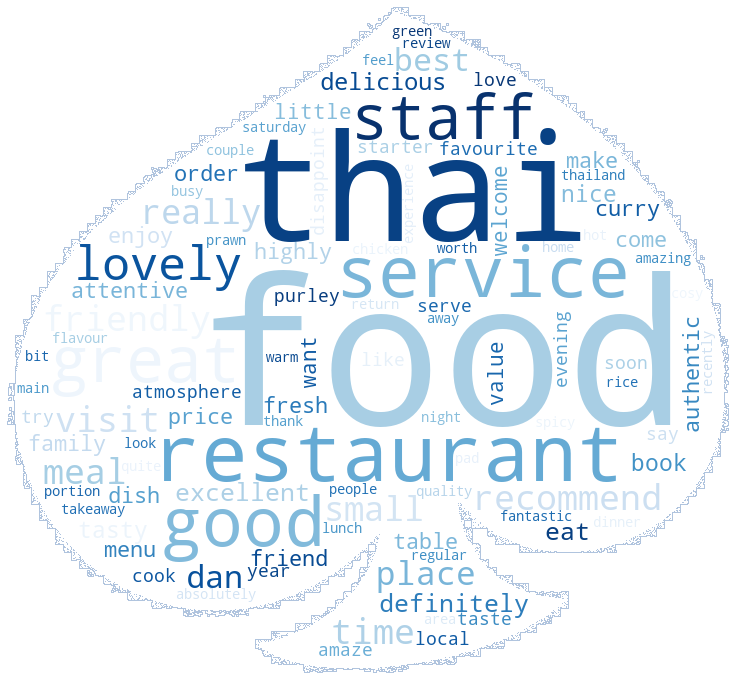 green
review
feel
best
delicious
love
little
staff
saturday
couple
disappoint
starter
favourite
thai
order
make
thailand
busy
experience
welcome
nice
really
curry
enjoy
prawn
highly
chicken
worth
home
hot
come
lovely
service
amazing
attentive
purley
return
serve
cosy
friendly
food
away
flavour
bit
great
warm
want
like
value
evening
soon
authentic
recently
main
atmosphere
rice
try
visit
price
fresh
thank
night
spicy
family
look
restaurant
say
meal
quite
pad
book
portion
dish
excellent
people
quality
recommend
takeaway
good
small
fantastic
dinner
tasty
lunch
eat
menu
friend
table
regular
cook
dan
year
place
absolutely
definitely
time
area
taste
local
amaze